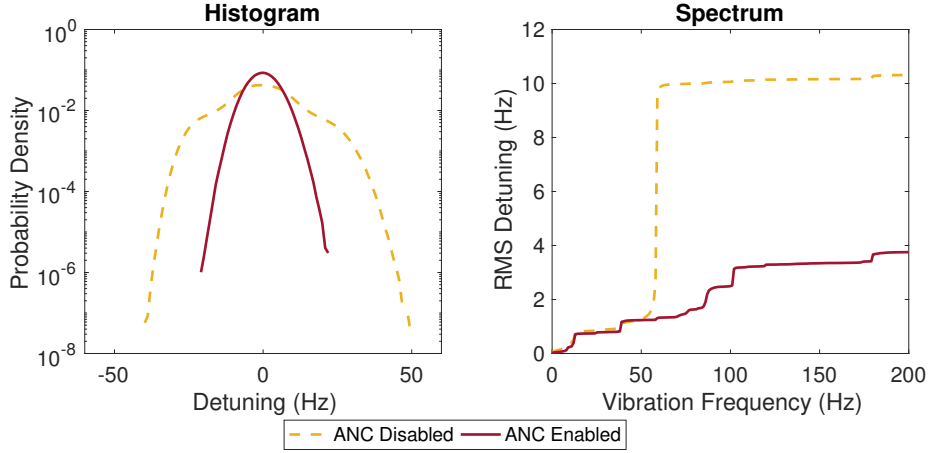 Histogram
Probability Density
10^0
10^-2
10^-4
10^-6
10^-8
-50 0 50
Detuning (Hz)
Spectrum
RMS Detuning (Hz)
12
10
8
6
4
2
0
0 50 100 150 200
Vibration Frequency (Hz)
ANC Disabled ANC Enabled